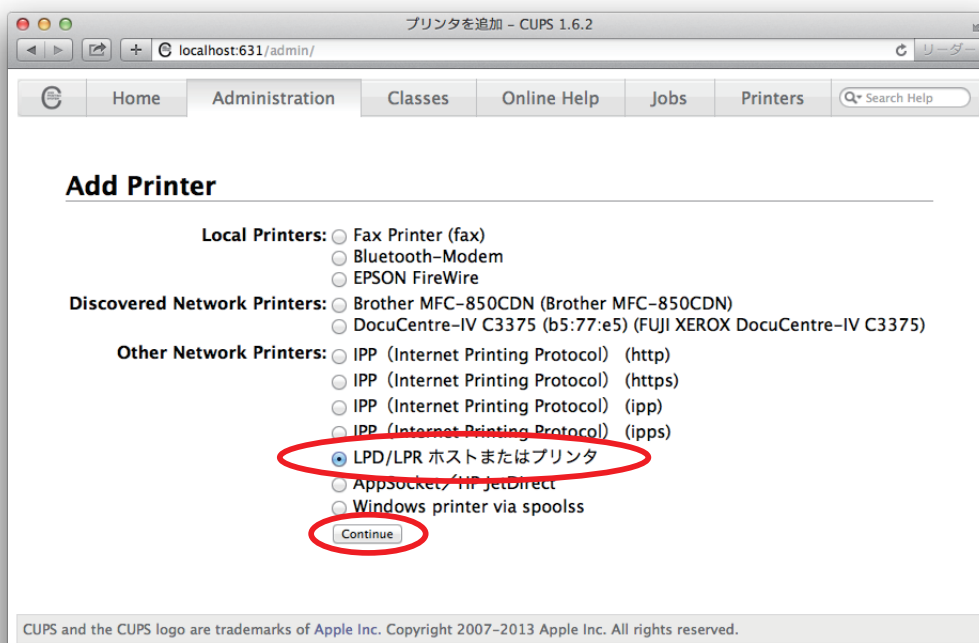 プリンタを追加 – CUPS 1.6.2
localhost:631/admin/
リーダー
Home Administration Classes Online Help Jobs Printers Search Help
Add Printer
Local Printers: Fax Printer (fax)
Bluetooth-Modem
EPSON FireWire
Discovered Network Printers: Brother MFC-850CDN (Brother MFC-850CDN)
DocuCentre-IV C3375 (b5:77:e5) (FUJI XEROX DocuCentre-IV C3375)
Other Network Printers: IPP（Internet Printing Protocol） (http)
IPP（Internet Printing Protocol） (https)
IPP（Internet Printing Protocol） (ipp)
IPP（Internet Printing Protocol） (ipps)
LPD/LPR ホストまたはプリンタ
AppSocket／HP JetDirect
Windows printer via spoolss
Continue
CUPS and the CUPS logo are trademarks of Apple Inc. Copyright 2007-2013 Apple Inc. All rights reserved.